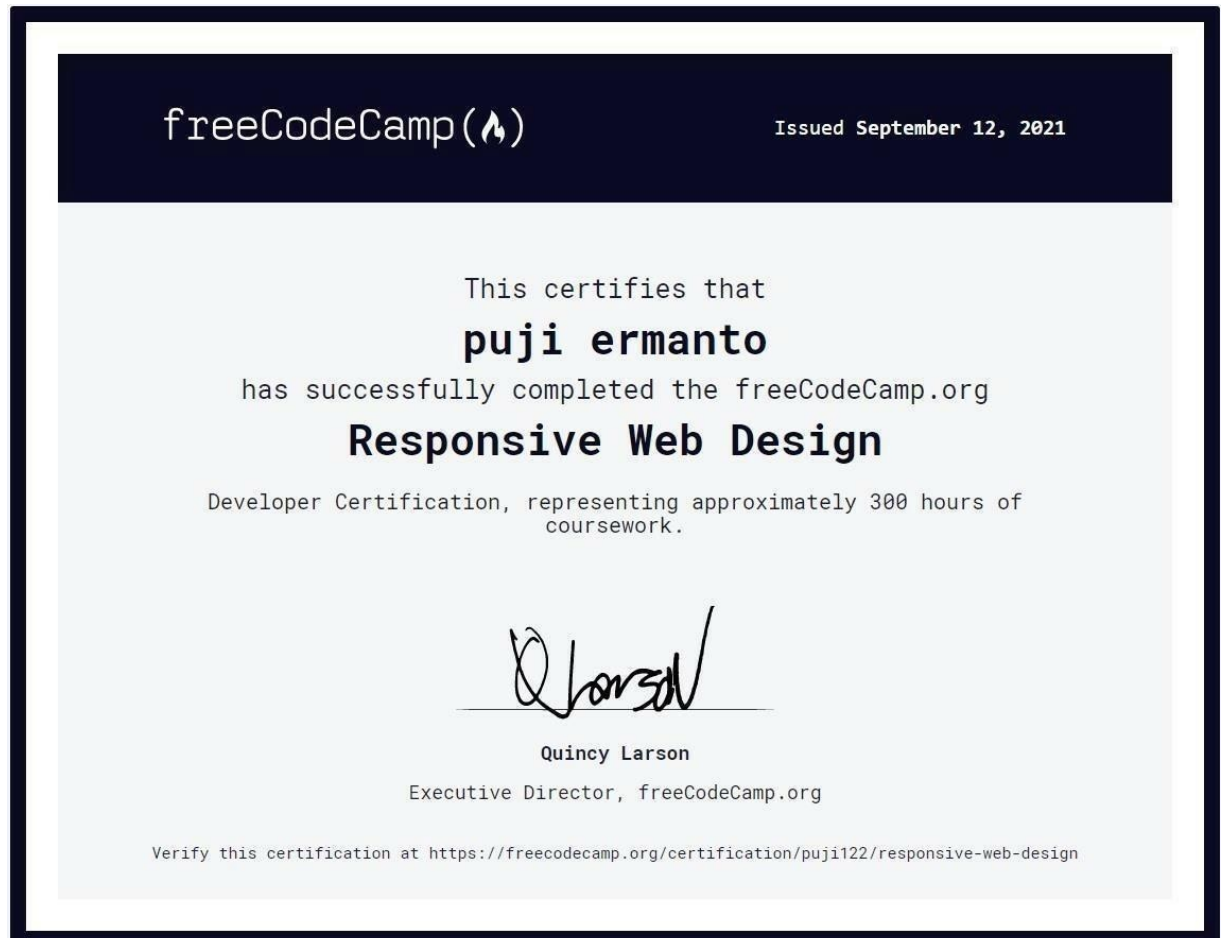 freeCodeCamp(🔥)
Issued September 12, 2021
This certifies that
puji ermanto
has successfully completed the freeCodeCamp.org
Responsive Web Design
Developer Certification, representing approximately 300 hours of
coursework.
Q Larson
Quincy Larson
Executive Director, freeCodeCamp.org
Verify this certification at https://freecodecamp.org/certification/puji122/responsive-web-design